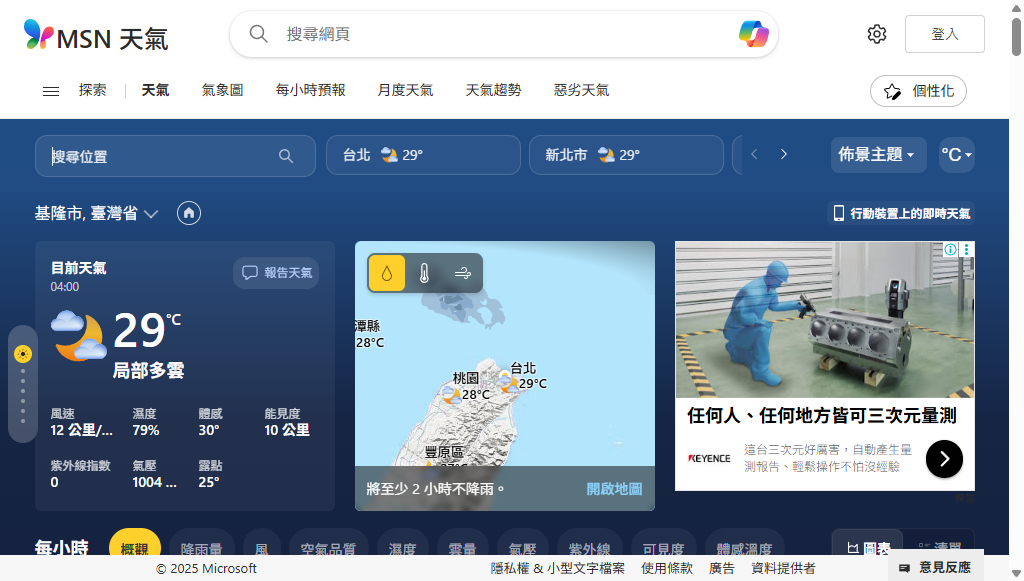 MSN 天氣
搜尋網頁
登入
探索
天氣
氣象圖
每小時預報
月度天氣
天氣趨勢
惡劣天氣
個性化
搜尋位置
台北 29°
新北市 29°
佈景主題
°C
基隆市, 臺灣省
行動裝置上的即時天氣
目前天氣
04:00
報告天氣
29°C
局部多雲
風速 濕度 體感 能見度
12 公里/... 79% 30° 10 公里
紫外線指數 氣壓 露點
0 1004 ... 25°
潭縣
28°C
台北
29°C
桃園
28°C
豐原區
將至少 2 小時不降雨。
開啟地圖
任何人、任何地方皆可三次元量測
KEYENCE
這台三次元好厲害，自動產生量
測報告、輕鬆操作不怕沒經驗
每小時
概觀
降雨量
風
空氣品質
濕度
雲量
氣壓
紫外線
可見度
體感溫度
圖表
清單
© 2025 Microsoft
隱私權 & 小型文字檔案
使用條款
廣告
資料提供者
意見反應